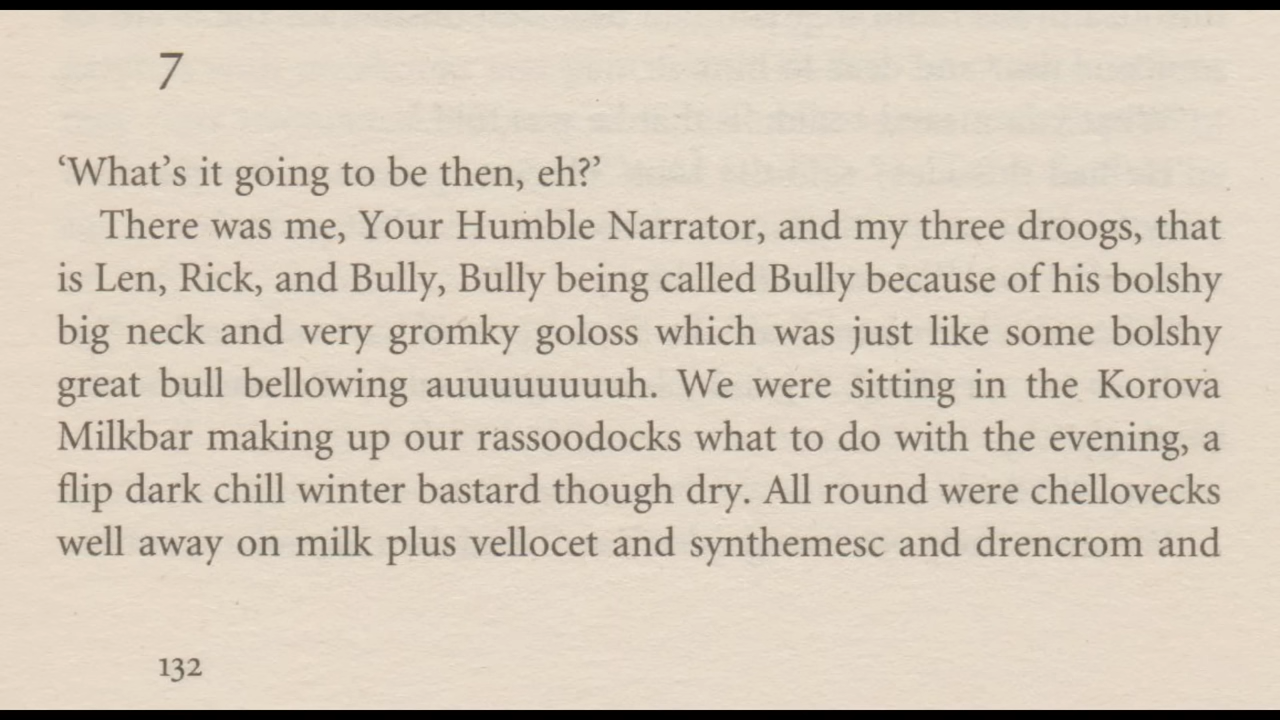 7
‘What’s it going to be then, eh?’
There was me, Your Humble Narrator, and my three droogs, that
is Len, Rick, and Bully, Bully being called Bully because of his bolshy
big neck and very gromky goloss which was just like some bolshy
great bull bellowing auuuuuuuuh. We were sitting in the Korova
Milkbar making up our rassoodocks what to do with the evening, a
flip dark chill winter bastard though dry. All round were chellovecks
well away on milk plus vellocet and synthemesc and drencrom and
132